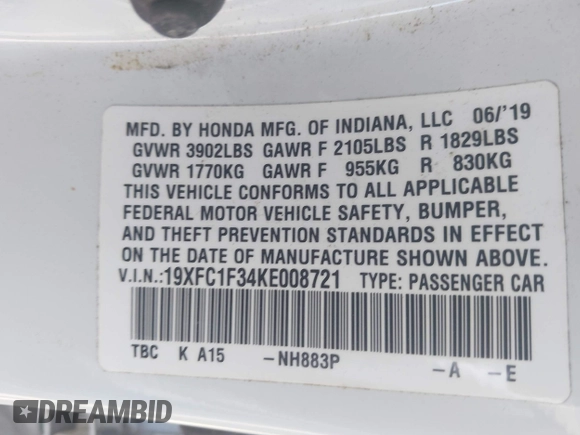 MFD. BY HONDA MFG. OF INDIANA, LLC 06/'19
GVWR 3902LBS GAWR F 2105LBS R 1829LBS
GVWR 1770KG GAWR F 955KG R 830KG
THIS VEHICLE CONFORMS TO ALL APPLICABLE
FEDERAL MOTOR VEHICLE SAFETY, BUMPER,
AND THEFT PREVENTION STANDARDS IN EFFECT
ON THE DATE OF MANUFACTURE SHOWN ABOVE.
V.I.N.:19XFC1F34KE008721 TYPE: PASSENGER CAR
TBC K A15 -NH883P -A -E
DREAMBID